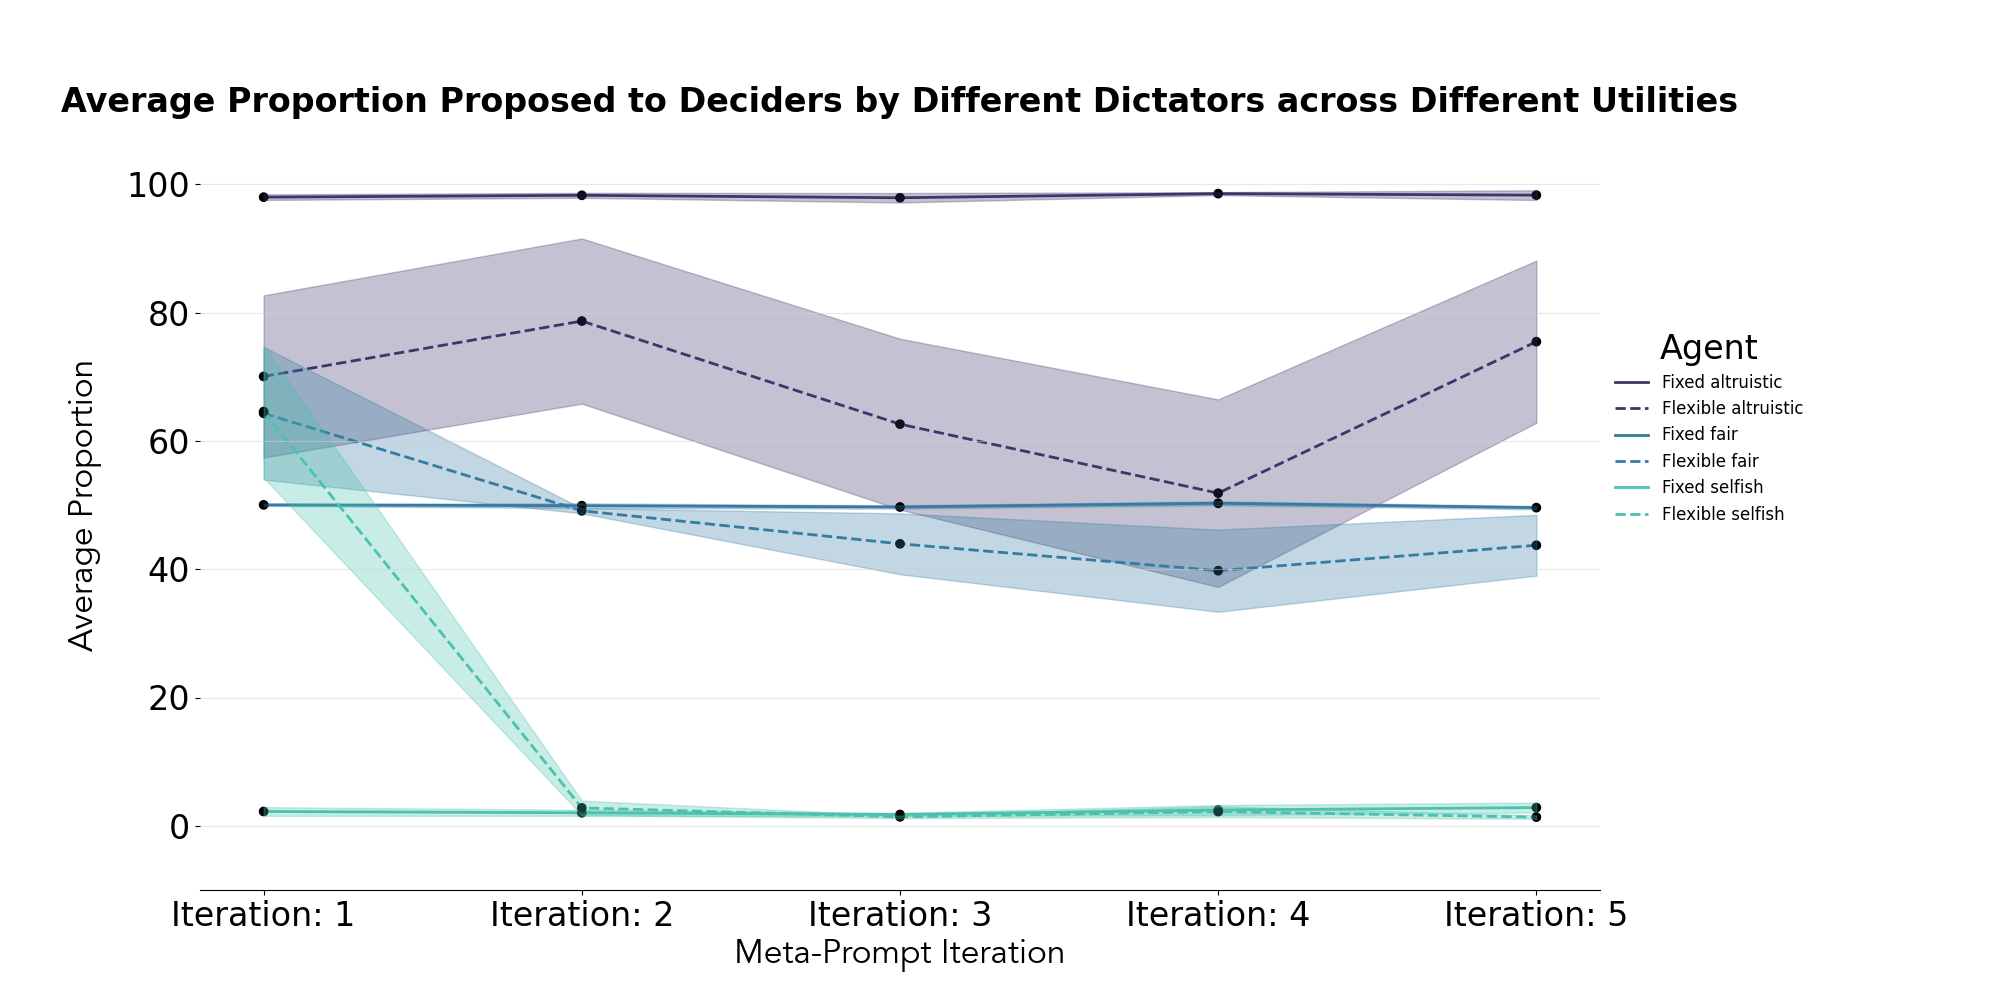 Average Proportion Proposed to Deciders by Different Dictators across Different Utilities
100
80
60
40
20
0
Average Proportion
Iteration: 1
Iteration: 2
Iteration: 3
Iteration: 4
Iteration: 5
Meta-Prompt Iteration
Agent
Fixed altruistic
Flexible altruistic
Fixed fair
Flexible fair
Fixed selfish
Flexible selfish